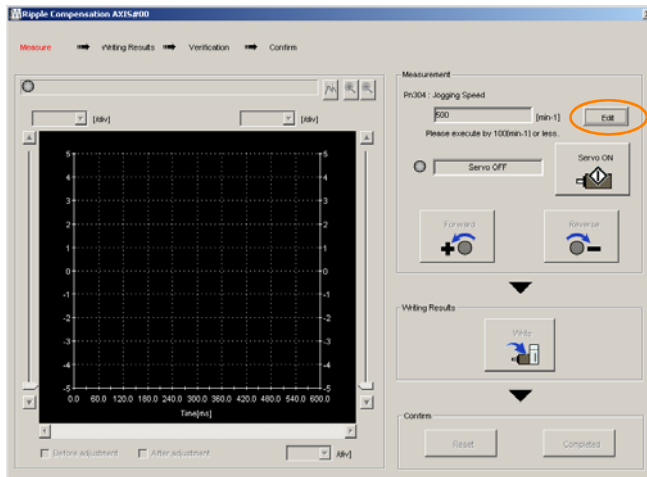 Ripple Compensation AXIS#00
Measure
Writing Results
Verification
Confirm
[/div]
[/div]
5
4
3
2
1
0
-1
-2
-3
-4
-5
5
4
3
2
1
0
-1
-2
-3
-4
-5
0.0 60.0 120.0 180.0 240.0 300.0 360.0 420.0 480.0 540.0 600.0
Time[ms]
Before adjustment
After adjustment
/div]
Measurement
Pn304 : Jogging Speed
500
[min-1]
Edit
Please execute by 100[min-1] or less.
Servo OFF
Servo ON
Forward
Reverse
Writing Results
Write
Confirm
Reset
Completed